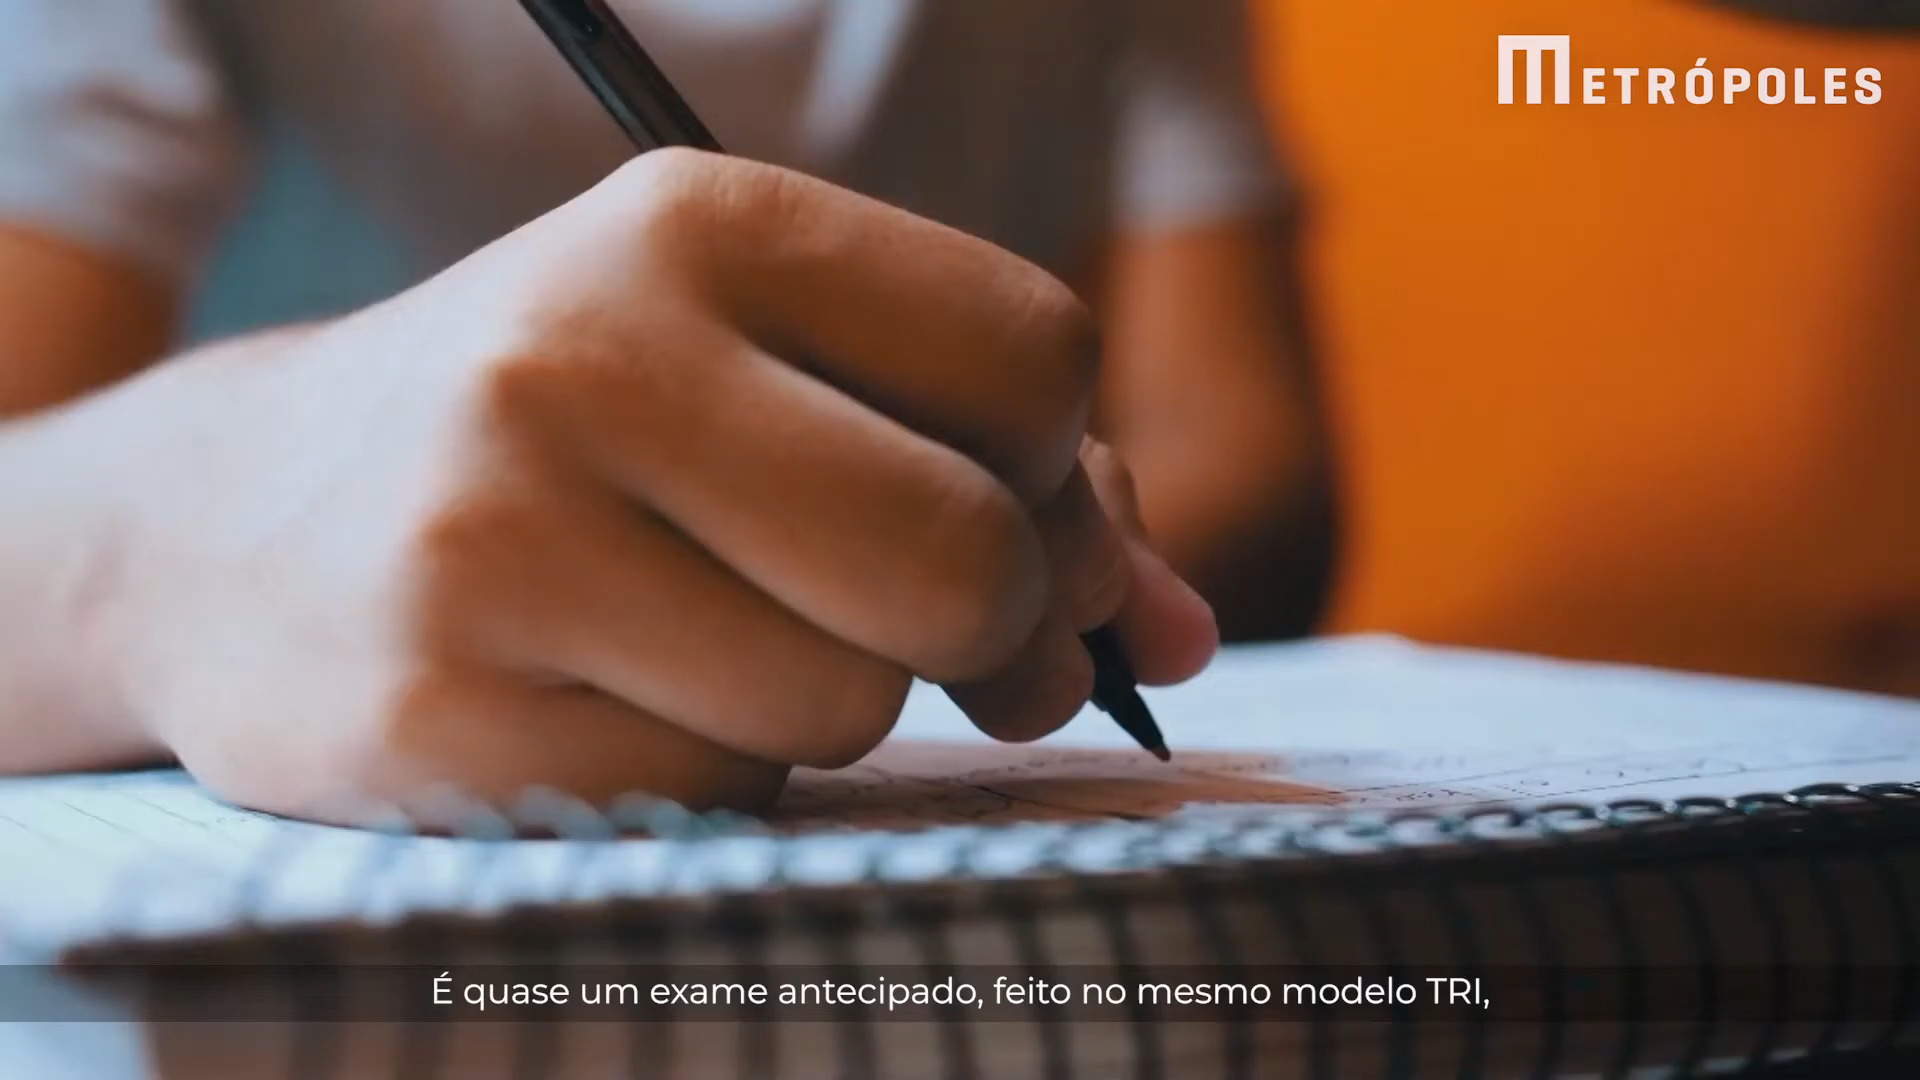 METRÓPOLES
É quase um exame antecipado, feito no mesmo modelo TRI,